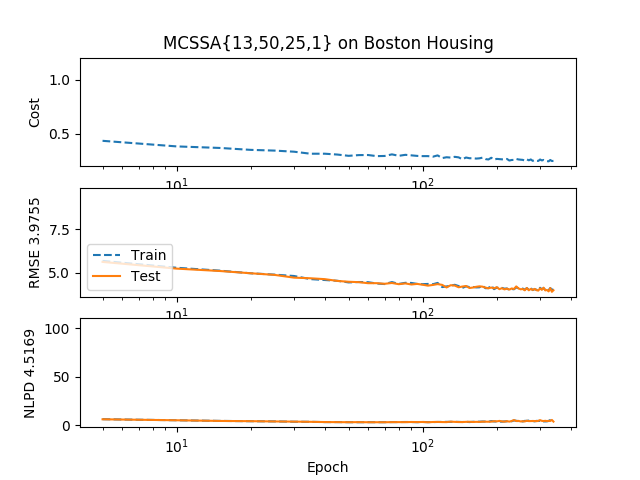 MCSSA{13,50,25,1} on Boston Housing
Cost
1.0
0.5
10¹
10²
RMSE 3.9755
7.5
5.0
Train
Test
10¹
10²
NLPD 4.5169
100
50
0
10¹
10²
Epoch